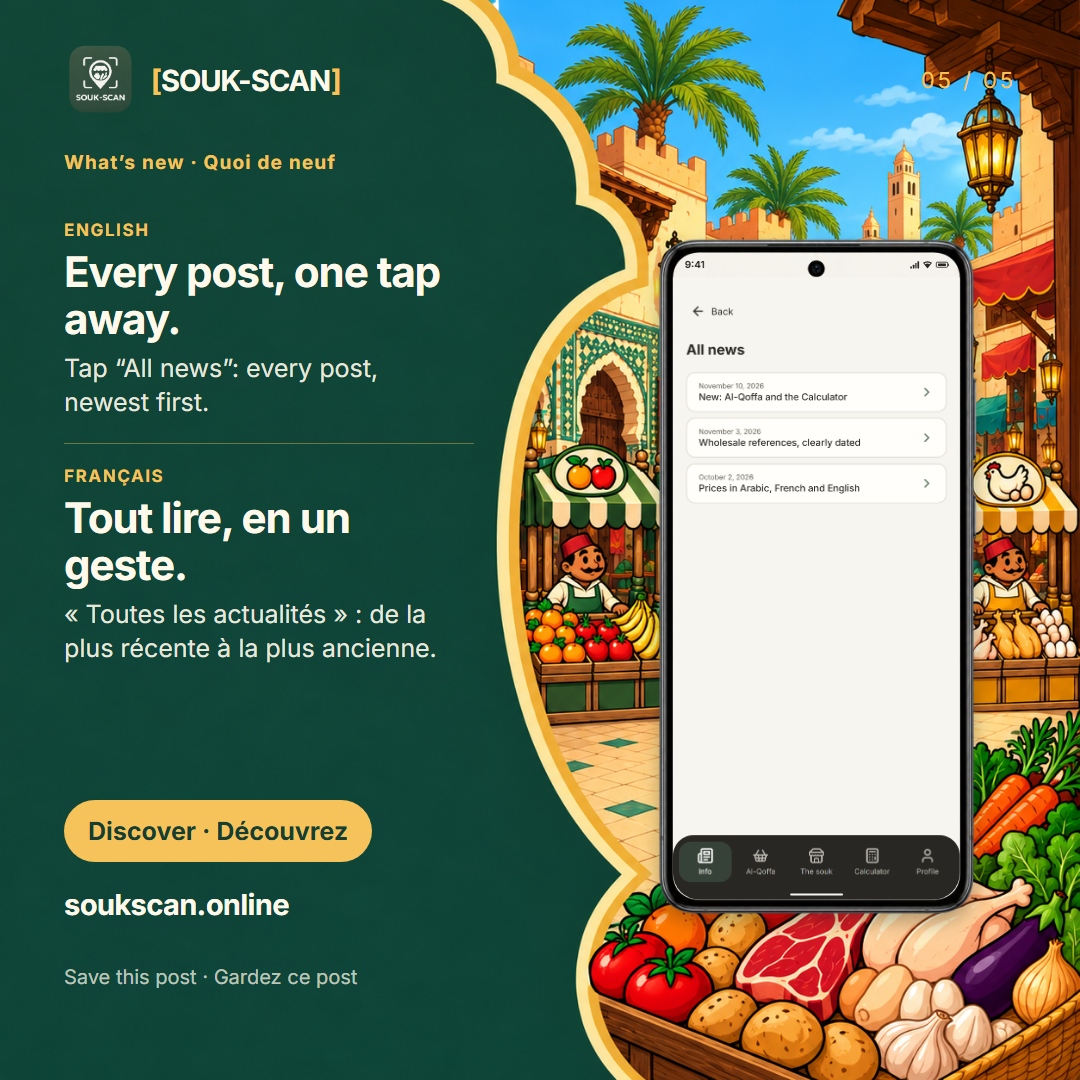 SOUK-SCAN
[SOUK-SCAN]
05 / 05
What's new · Quoi de neuf
ENGLISH
Every post, one tap
away.
Tap “All news”: every post,
newest first.
FRANÇAIS
Tout lire, en un
geste.
« Toutes les actualités » : de la
plus récente à la plus ancienne.
Discover · Découvrez
soukscan.online
Save this post · Gardez ce post
9:41
Back
All news
November 10, 2026
New: Al-Qoffa and the Calculator
November 3, 2026
Wholesale references, clearly dated
October 2, 2026
Prices in Arabic, French and English
Info
Al-Qoffa
The souk
Calculator
Profile